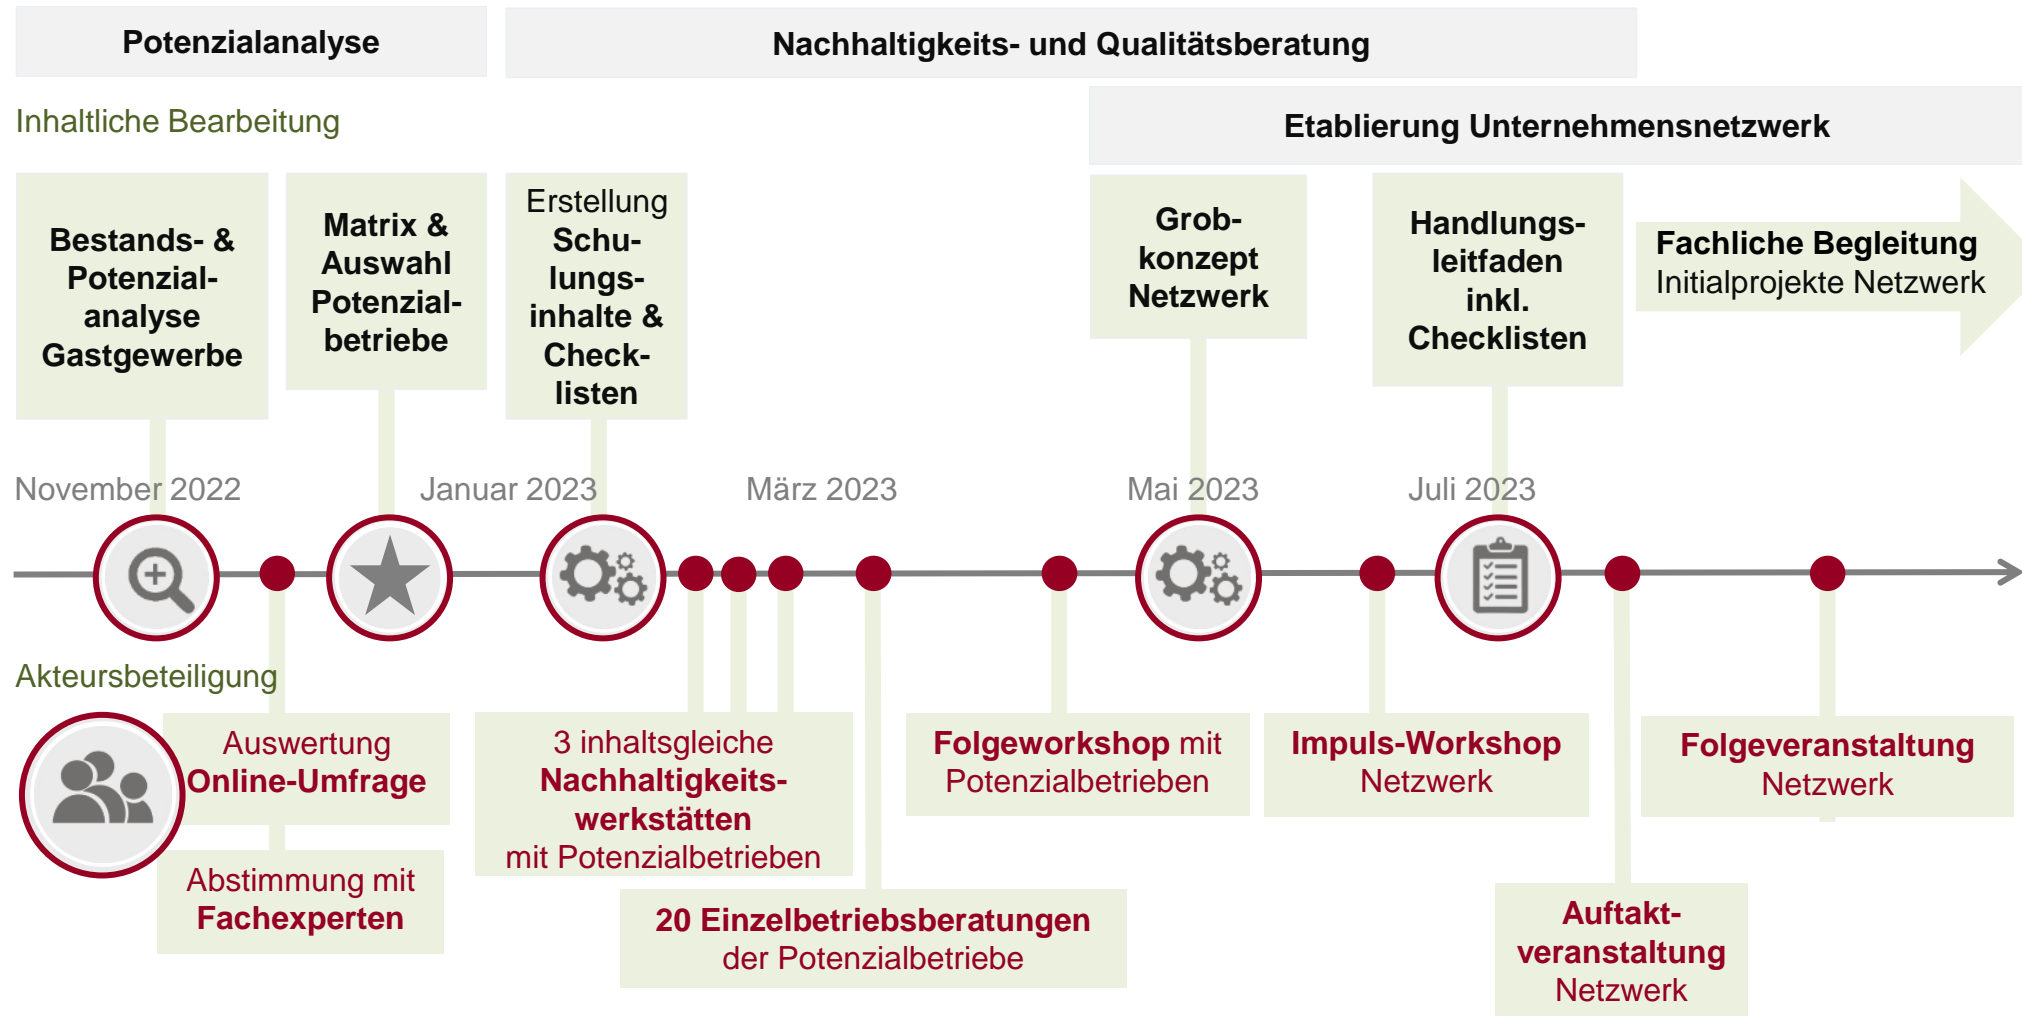 Potenzialanalyse
Nachhaltigkeits- und Qualitätsberatung
Inhaltliche Bearbeitung
Etablierung Unternehmensnetzwerk
Bestands- &
Potenzial-
analyse
Gastgewerbe
Matrix &
Auswahl
Potenzial-
betriebe
Erstellung
Schu-
lungs-
inhalte &
Check-
listen
Grob-
konzept
Netzwerk
Handlungs-
leitfaden
inkl.
Checklisten
Fachliche Begleitung
Initialprojekte Netzwerk
November 2022
Januar 2023
März 2023
Mai 2023
Juli 2023
Akteursbeteiligung
Auswertung
Online-Umfrage
Abstimmung mit
Fachexperten
3 inhaltsgleiche
Nachhaltigkeits-
werkstätten
mit Potenzialbetrieben
20 Einzelbetriebsberatungen
der Potenzialbetriebe
Folgeworkshop mit
Potenzialbetrieben
Impuls-Workshop
Netzwerk
Auftakt-
veranstaltung
Netzwerk
Folgeveranstaltung
Netzwerk